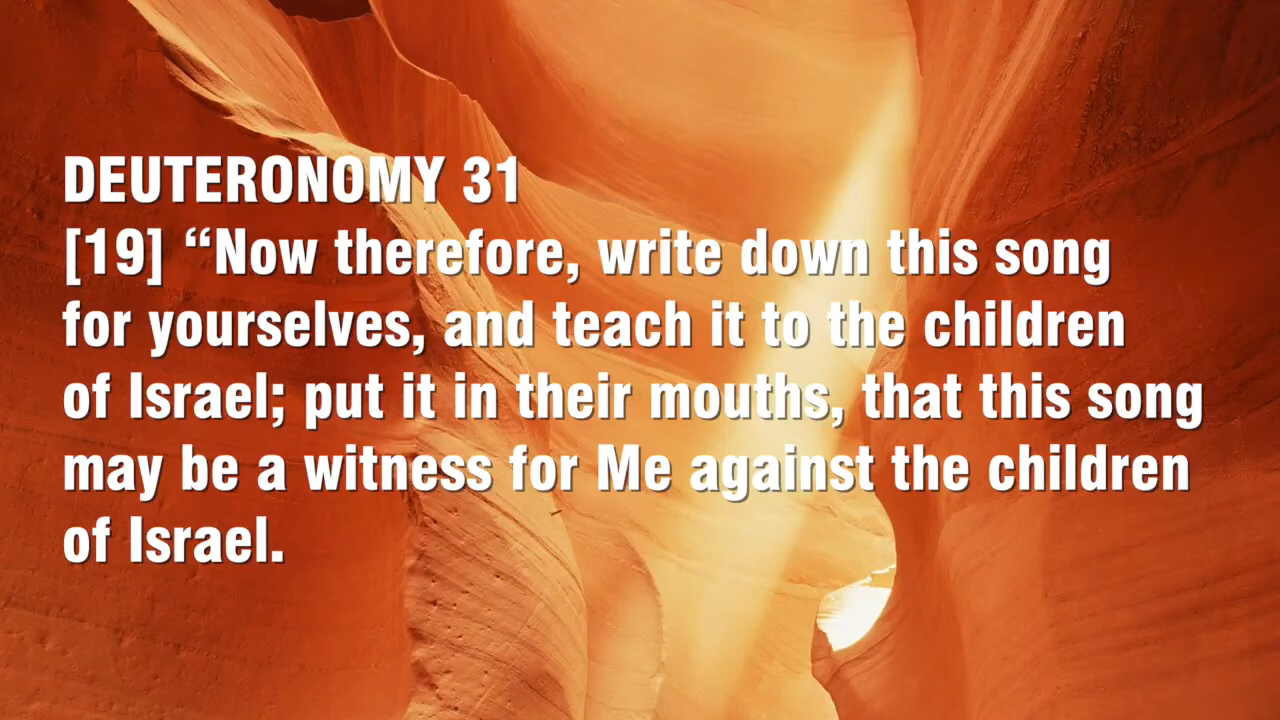 DEUTERONOMY 31
[19] “Now therefore, write down this song
for yourselves, and teach it to the children
of Israel; put it in their mouths, that this song
may be a witness for Me against the children
of Israel.